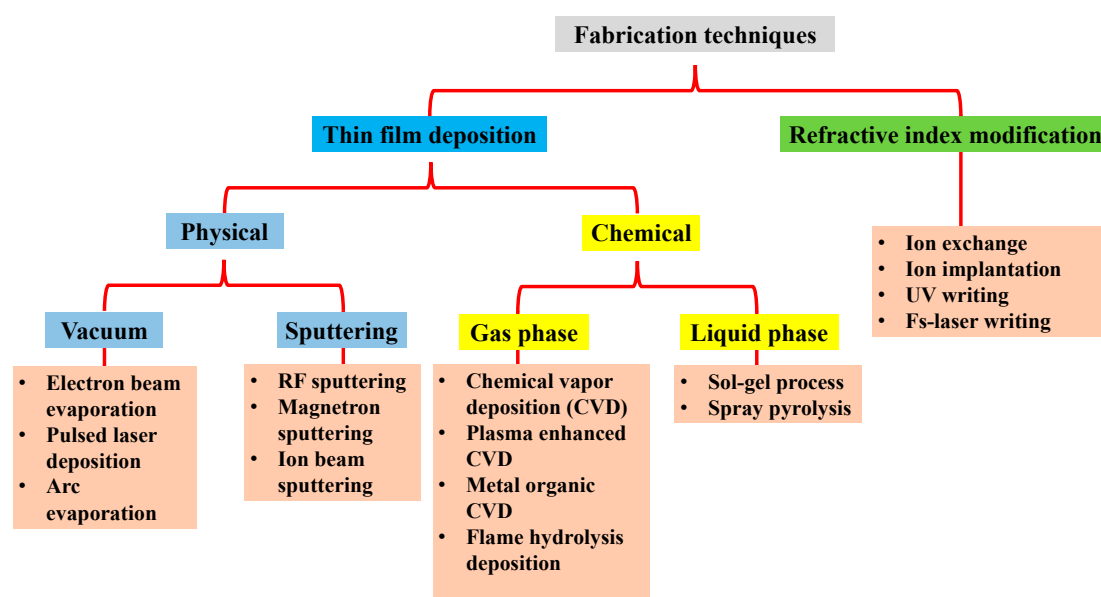 Fabrication techniques
Thin film deposition
Refractive index modification
Physical
Chemical
• Ion exchange
• Ion implantation
• UV writing
• Fs-laser writing
Vacuum
Sputtering
Gas phase
Liquid phase
• Electron beam
evaporation
• Pulsed laser
deposition
• Arc
evaporation
• RF sputtering
• Magnetron
sputtering
• Ion beam
sputtering
• Chemical vapor
deposition (CVD)
• Plasma enhanced
CVD
• Metal organic
CVD
• Flame hydrolysis
deposition
• Sol-gel process
• Spray pyrolysis